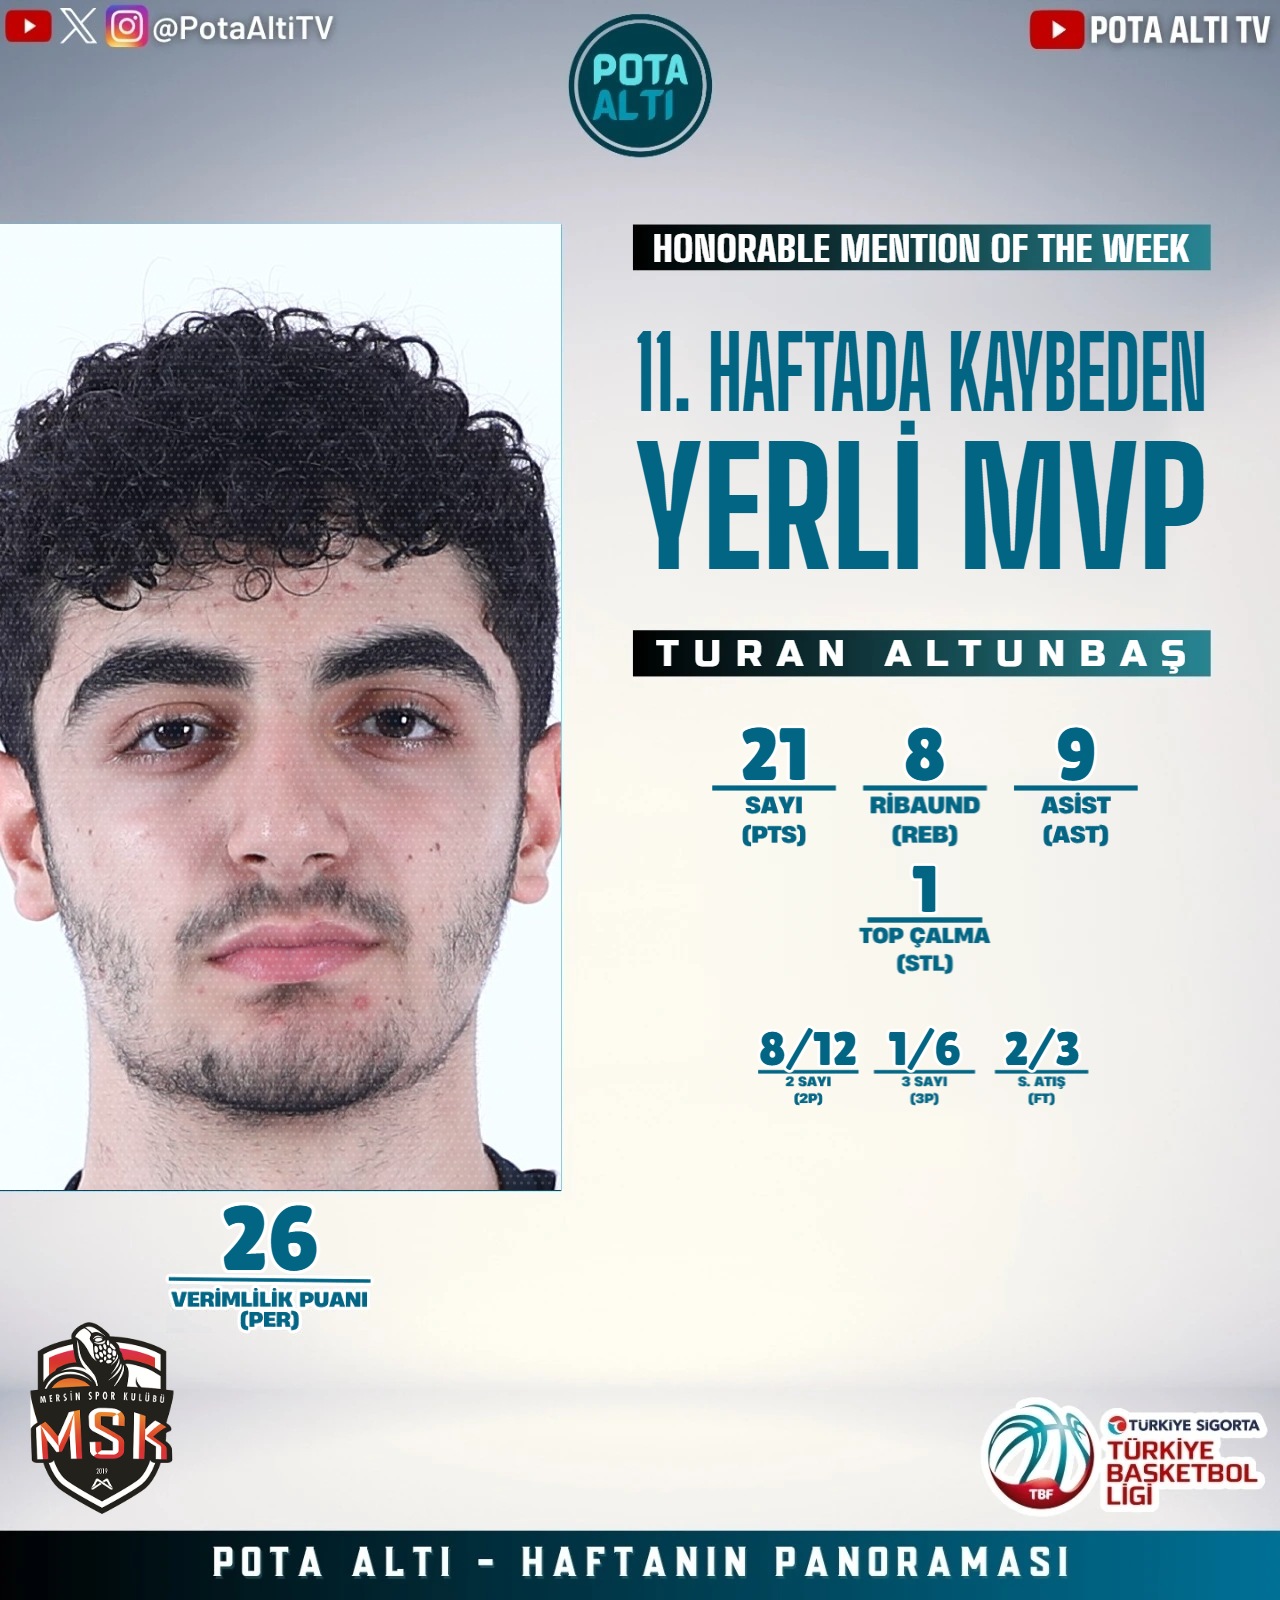 @PotaAltiTV
POTA ALTI TV
POTA
ALTI
HONORABLE MENTION OF THE WEEK
11. HAFTADA KAYBEDEN
YERLİ MVP
TURAN ALTUNBAŞ
21
SAYI
(PTS)
8
RİBAUND
(REB)
9
ASİST
(AST)
1
TOP ÇALMA
(STL)
8/12
2 SAYI
(2P)
1/6
3 SAYI
(3P)
2/3
S. ATIŞ
(FT)
26
VERİMLİLİK PUANI
(PER)
MERSİN SPOR KULÜBÜ
MSK
2019
TBF
TÜRKİYE SİGORTA
TÜRKİYE
BASKETBOL
LİGİ
POTA ALTI - HAFTANIN PANORAMASI